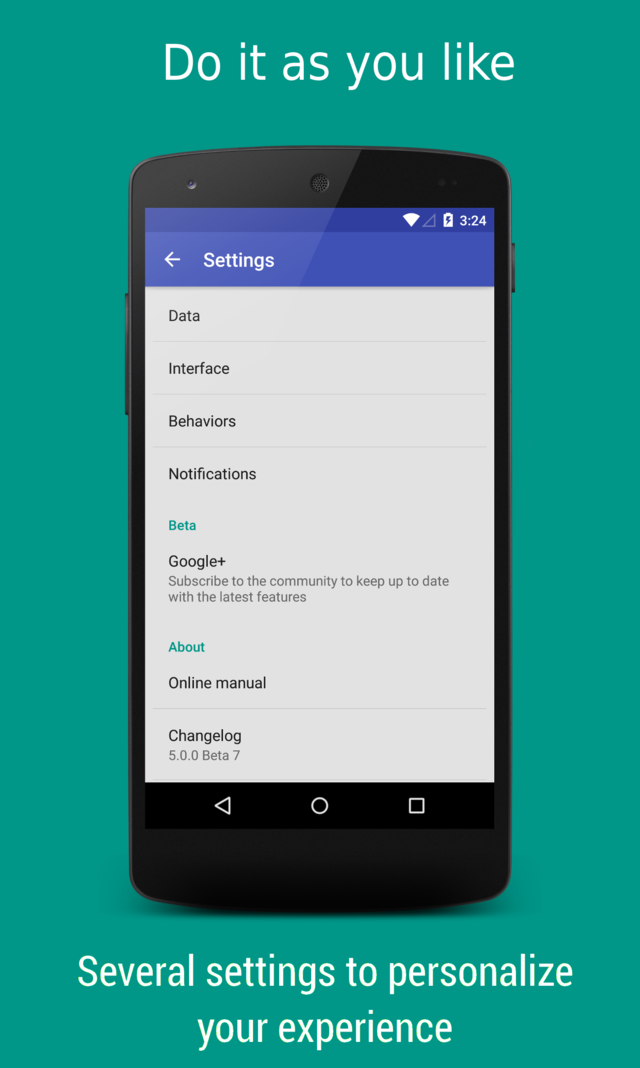 Do it as you like
3:24
Settings
Data
Interface
Behaviors
Notifications
Beta
Google+
Subscribe to the community to keep up to date
with the latest features
About
Online manual
Changelog
5.0.0 Beta 7
Several settings to personalize
your experience